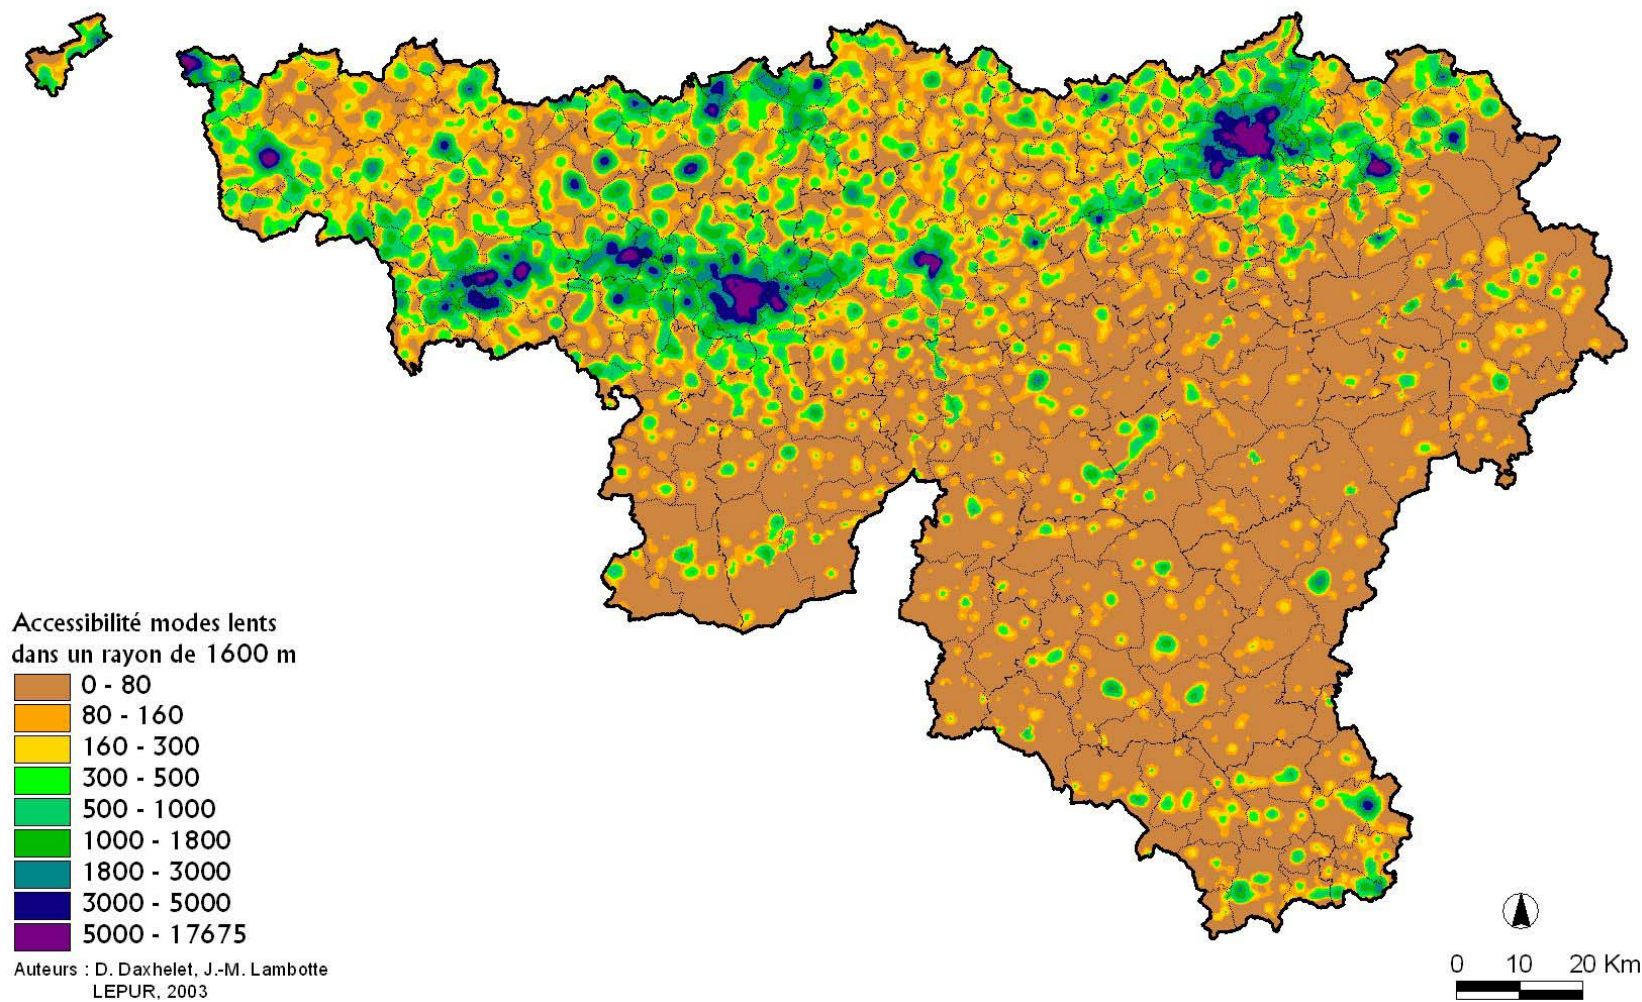 Accessibilité modes lents
dans un rayon de 1600 m
0 - 80
80 - 160
160 - 300
300 - 500
500 - 1000
1000 - 1800
1800 - 3000
3000 - 5000
5000 - 17675
Auteurs : D. Daxhelet, J.-M. Lambotte
LEPUR, 2003
0 10 20 Km